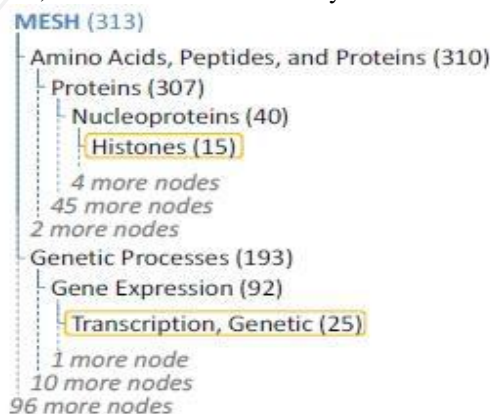 MESH (313)
Amino Acids, Peptides, and Proteins (310)
Proteins (307)
Nucleoproteins (40)
Histones (15)
4 more nodes
45 more nodes
2 more nodes
Genetic Processes (193)
Gene Expression (92)
Transcription, Genetic (25)
1 more node
10 more nodes
96 more nodes